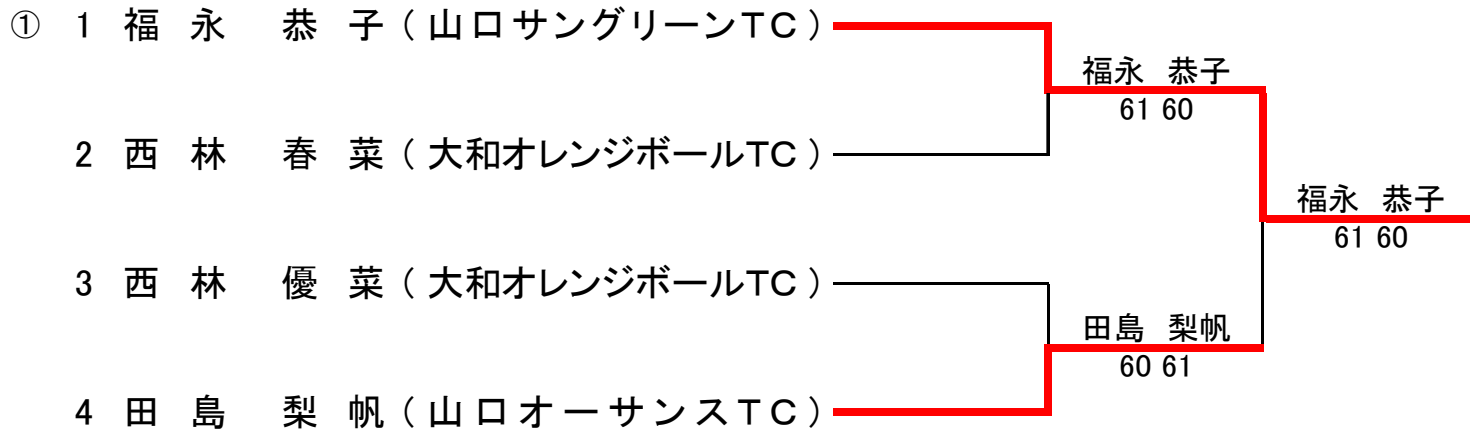 ① 1 福永 恭子(山口サングリーンTC)
福永 恭子
61 60
2 西林 春菜(大和オレンジボールTC)
福永 恭子
61 60
3 西林 優菜(大和オレンジボールTC)
田島 梨帆
60 61
4 田島 梨帆(山口オーサンスTC)